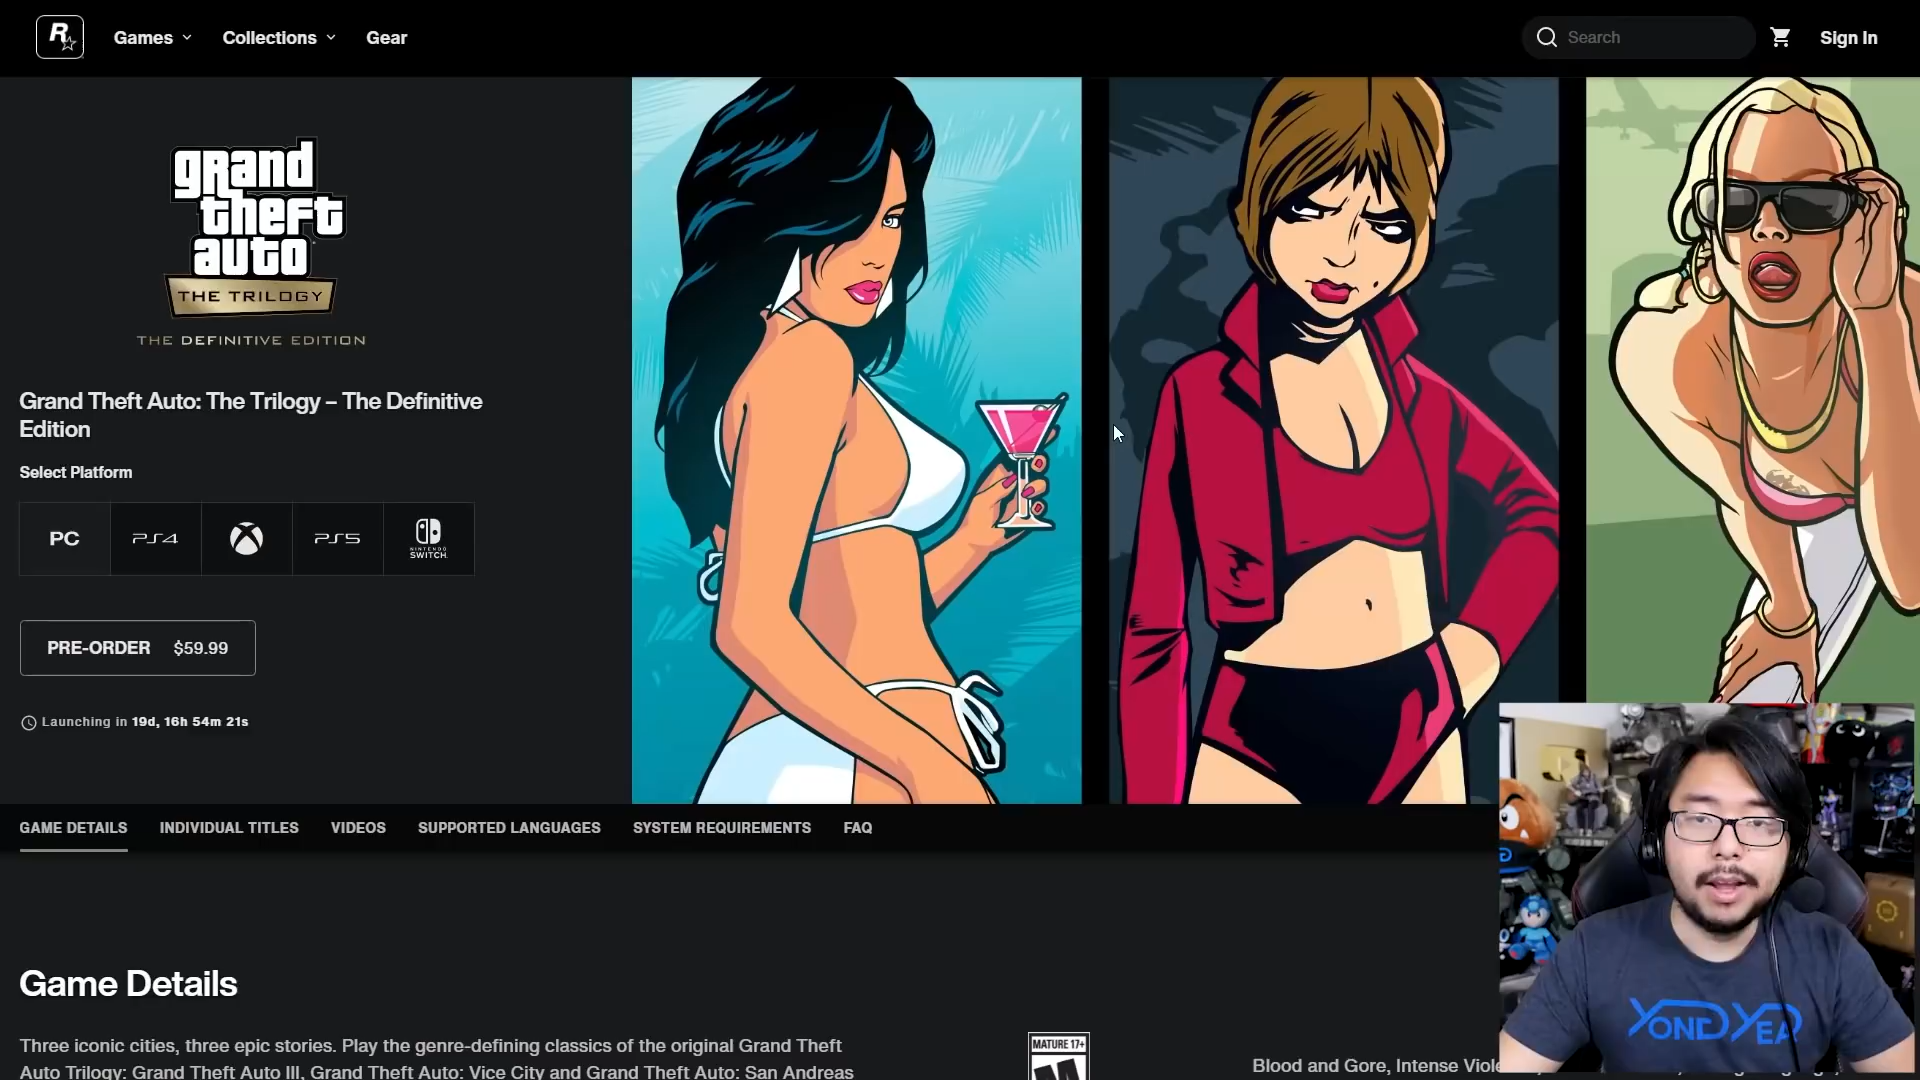 R
Games
Collections
Gear
Search
Sign In
grand
theft
auto
THE TRILOGY
THE DEFINITIVE EDITION
Grand Theft Auto: The Trilogy – The Definitive
Edition
Select Platform
PC
PS4
PS5
NINTENDO
SWITCH
PRE-ORDER $59.99
Launching in 19d, 16h 54m 21s
GAME DETAILS
INDIVIDUAL TITLES
VIDEOS
SUPPORTED LANGUAGES
SYSTEM REQUIREMENTS
FAQ
Game Details
Three iconic cities, three epic stories. Play the genre-defining classics of the original Grand Theft
Auto Trilogy: Grand Theft Auto III, Grand Theft Auto: Vice City and Grand Theft Auto: San Andreas
MATURE 17+
M
Blood and Gore, Intense Viole
YONGYEA